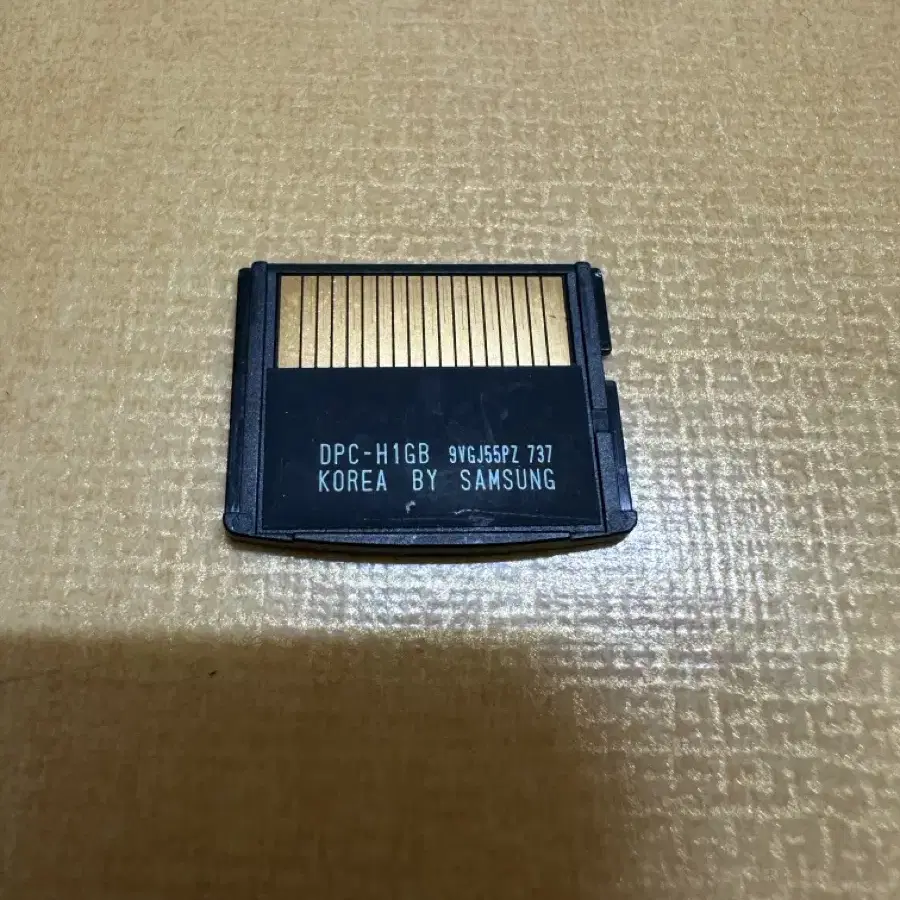 DPC-H1GB 9VGJ55PZ 737
KOREA BY SAMSUNG